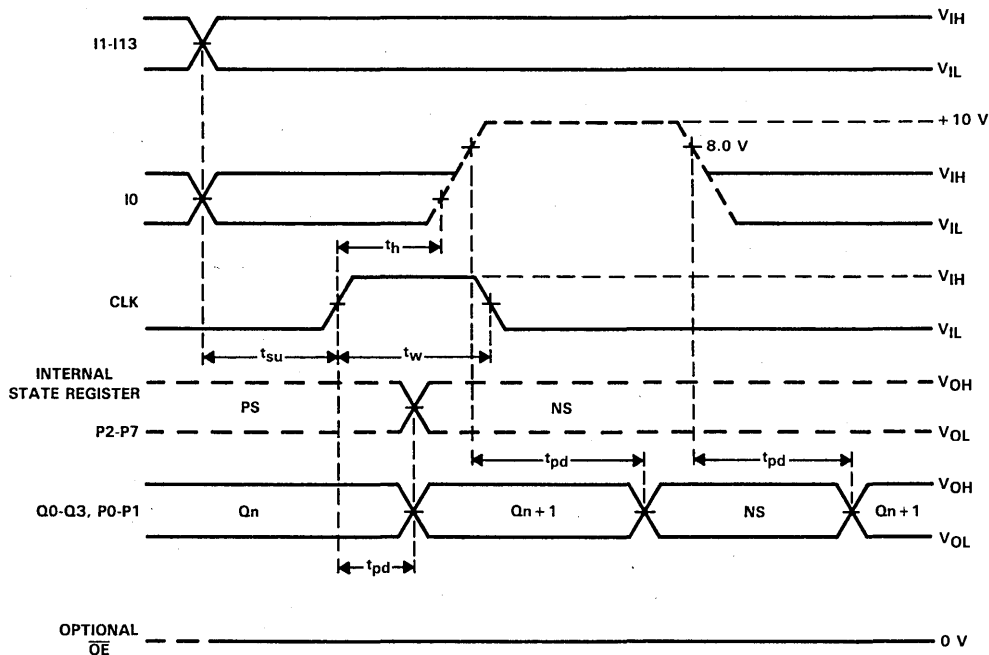 I1-I13
VIH
VIL
+10 V
8.0 V
I0
VIH
VIL
th
CLK
VIH
VIL
tsu
tw
INTERNAL
STATE REGISTER
P2-P7
PS
NS
VOH
VOL
tpd
tpd
Q0-Q3, P0-P1
Qn
Qn + 1
NS
Qn + 1
VOH
VOL
tpd
OPTIONAL
OE
0 V